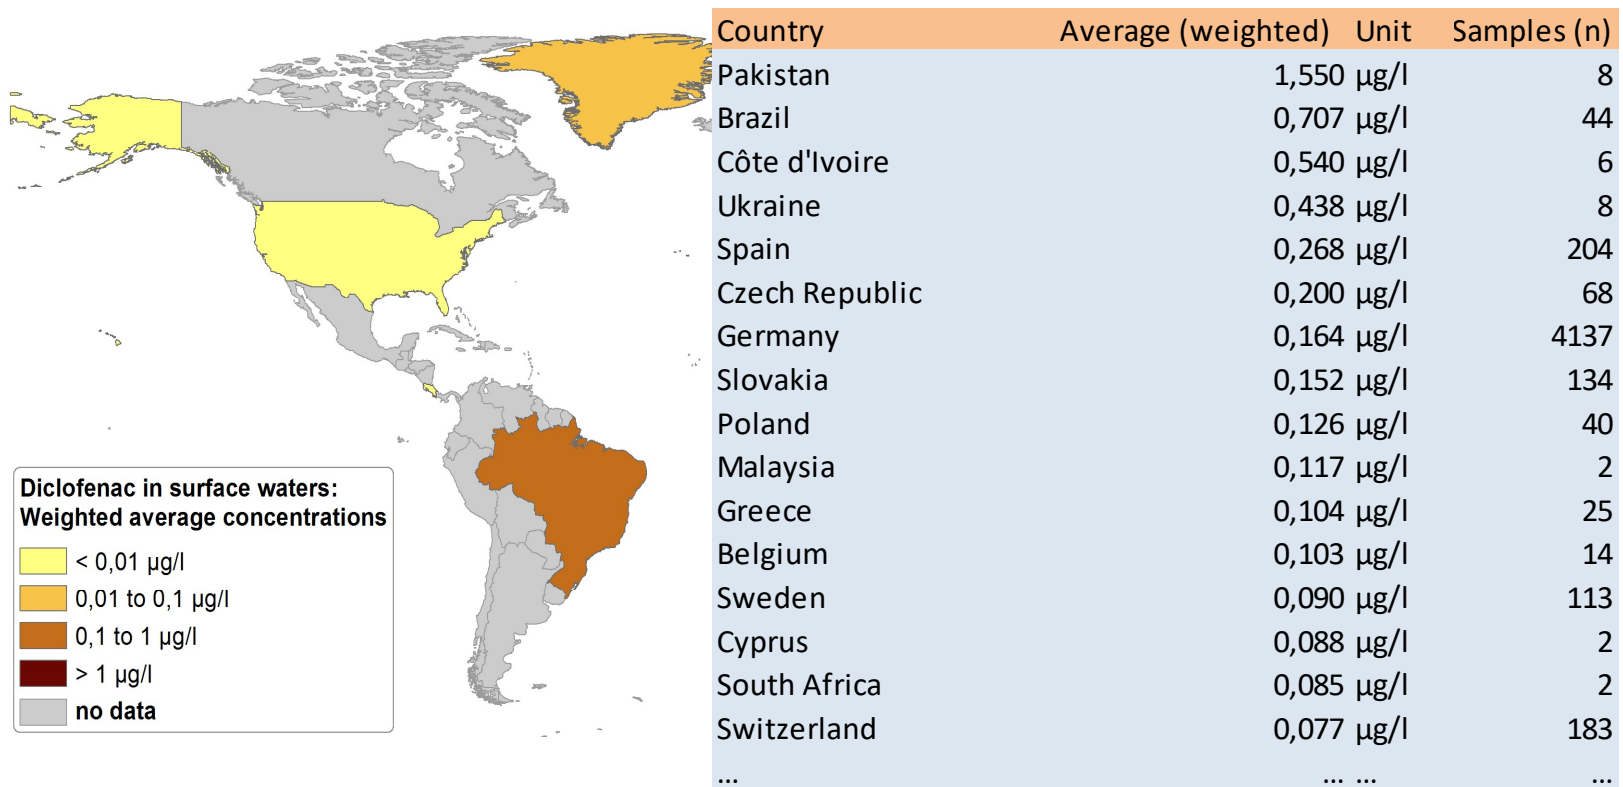 Diclofenac in surface waters:
Weighted average concentrations
< 0,01 µg/l
0,01 to 0,1 µg/l
0,1 to 1 µg/l
> 1 µg/l
no data
Country Average (weighted) Unit Samples (n)
Pakistan 1,550 µg/l 8
Brazil 0,707 µg/l 44
Côte d'Ivoire 0,540 µg/l 6
Ukraine 0,438 µg/l 8
Spain 0,268 µg/l 204
Czech Republic 0,200 µg/l 68
Germany 0,164 µg/l 4137
Slovakia 0,152 µg/l 134
Poland 0,126 µg/l 40
Malaysia 0,117 µg/l 2
Greece 0,104 µg/l 25
Belgium 0,103 µg/l 14
Sweden 0,090 µg/l 113
Cyprus 0,088 µg/l 2
South Africa 0,085 µg/l 2
Switzerland 0,077 µg/l 183
... ... ... ...